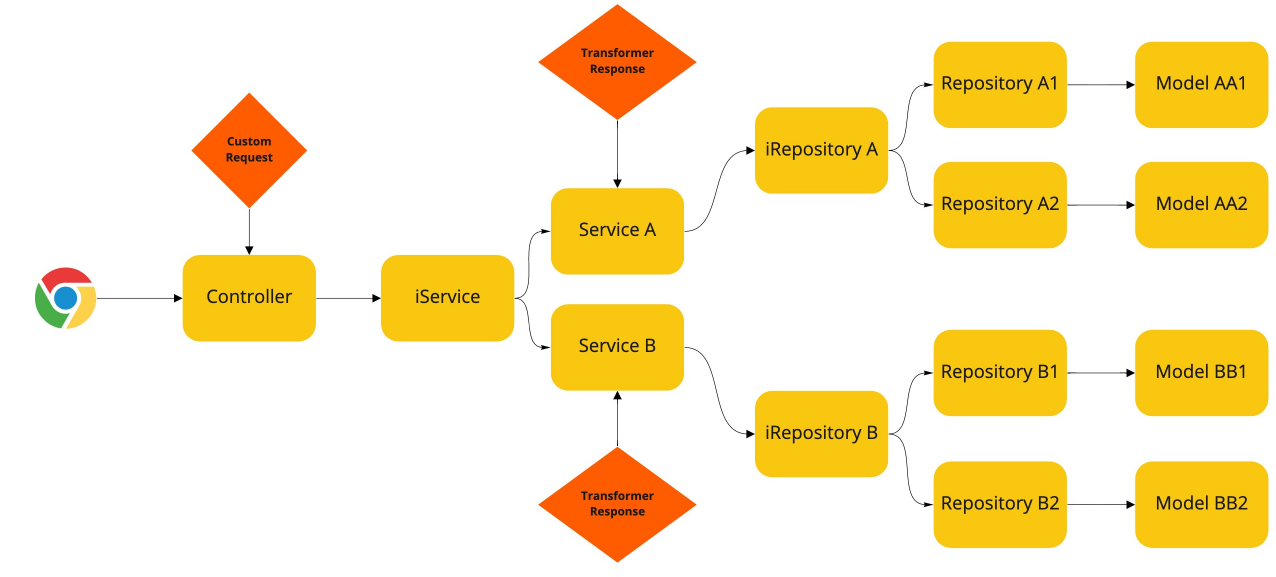 Transformer
Response
Custom
Request
Controller
iService
Service A
Service B
Transformer
Response
iRepository A
iRepository B
Repository A1
Model AA1
Repository A2
Model AA2
Repository B1
Model BB1
Repository B2
Model BB2